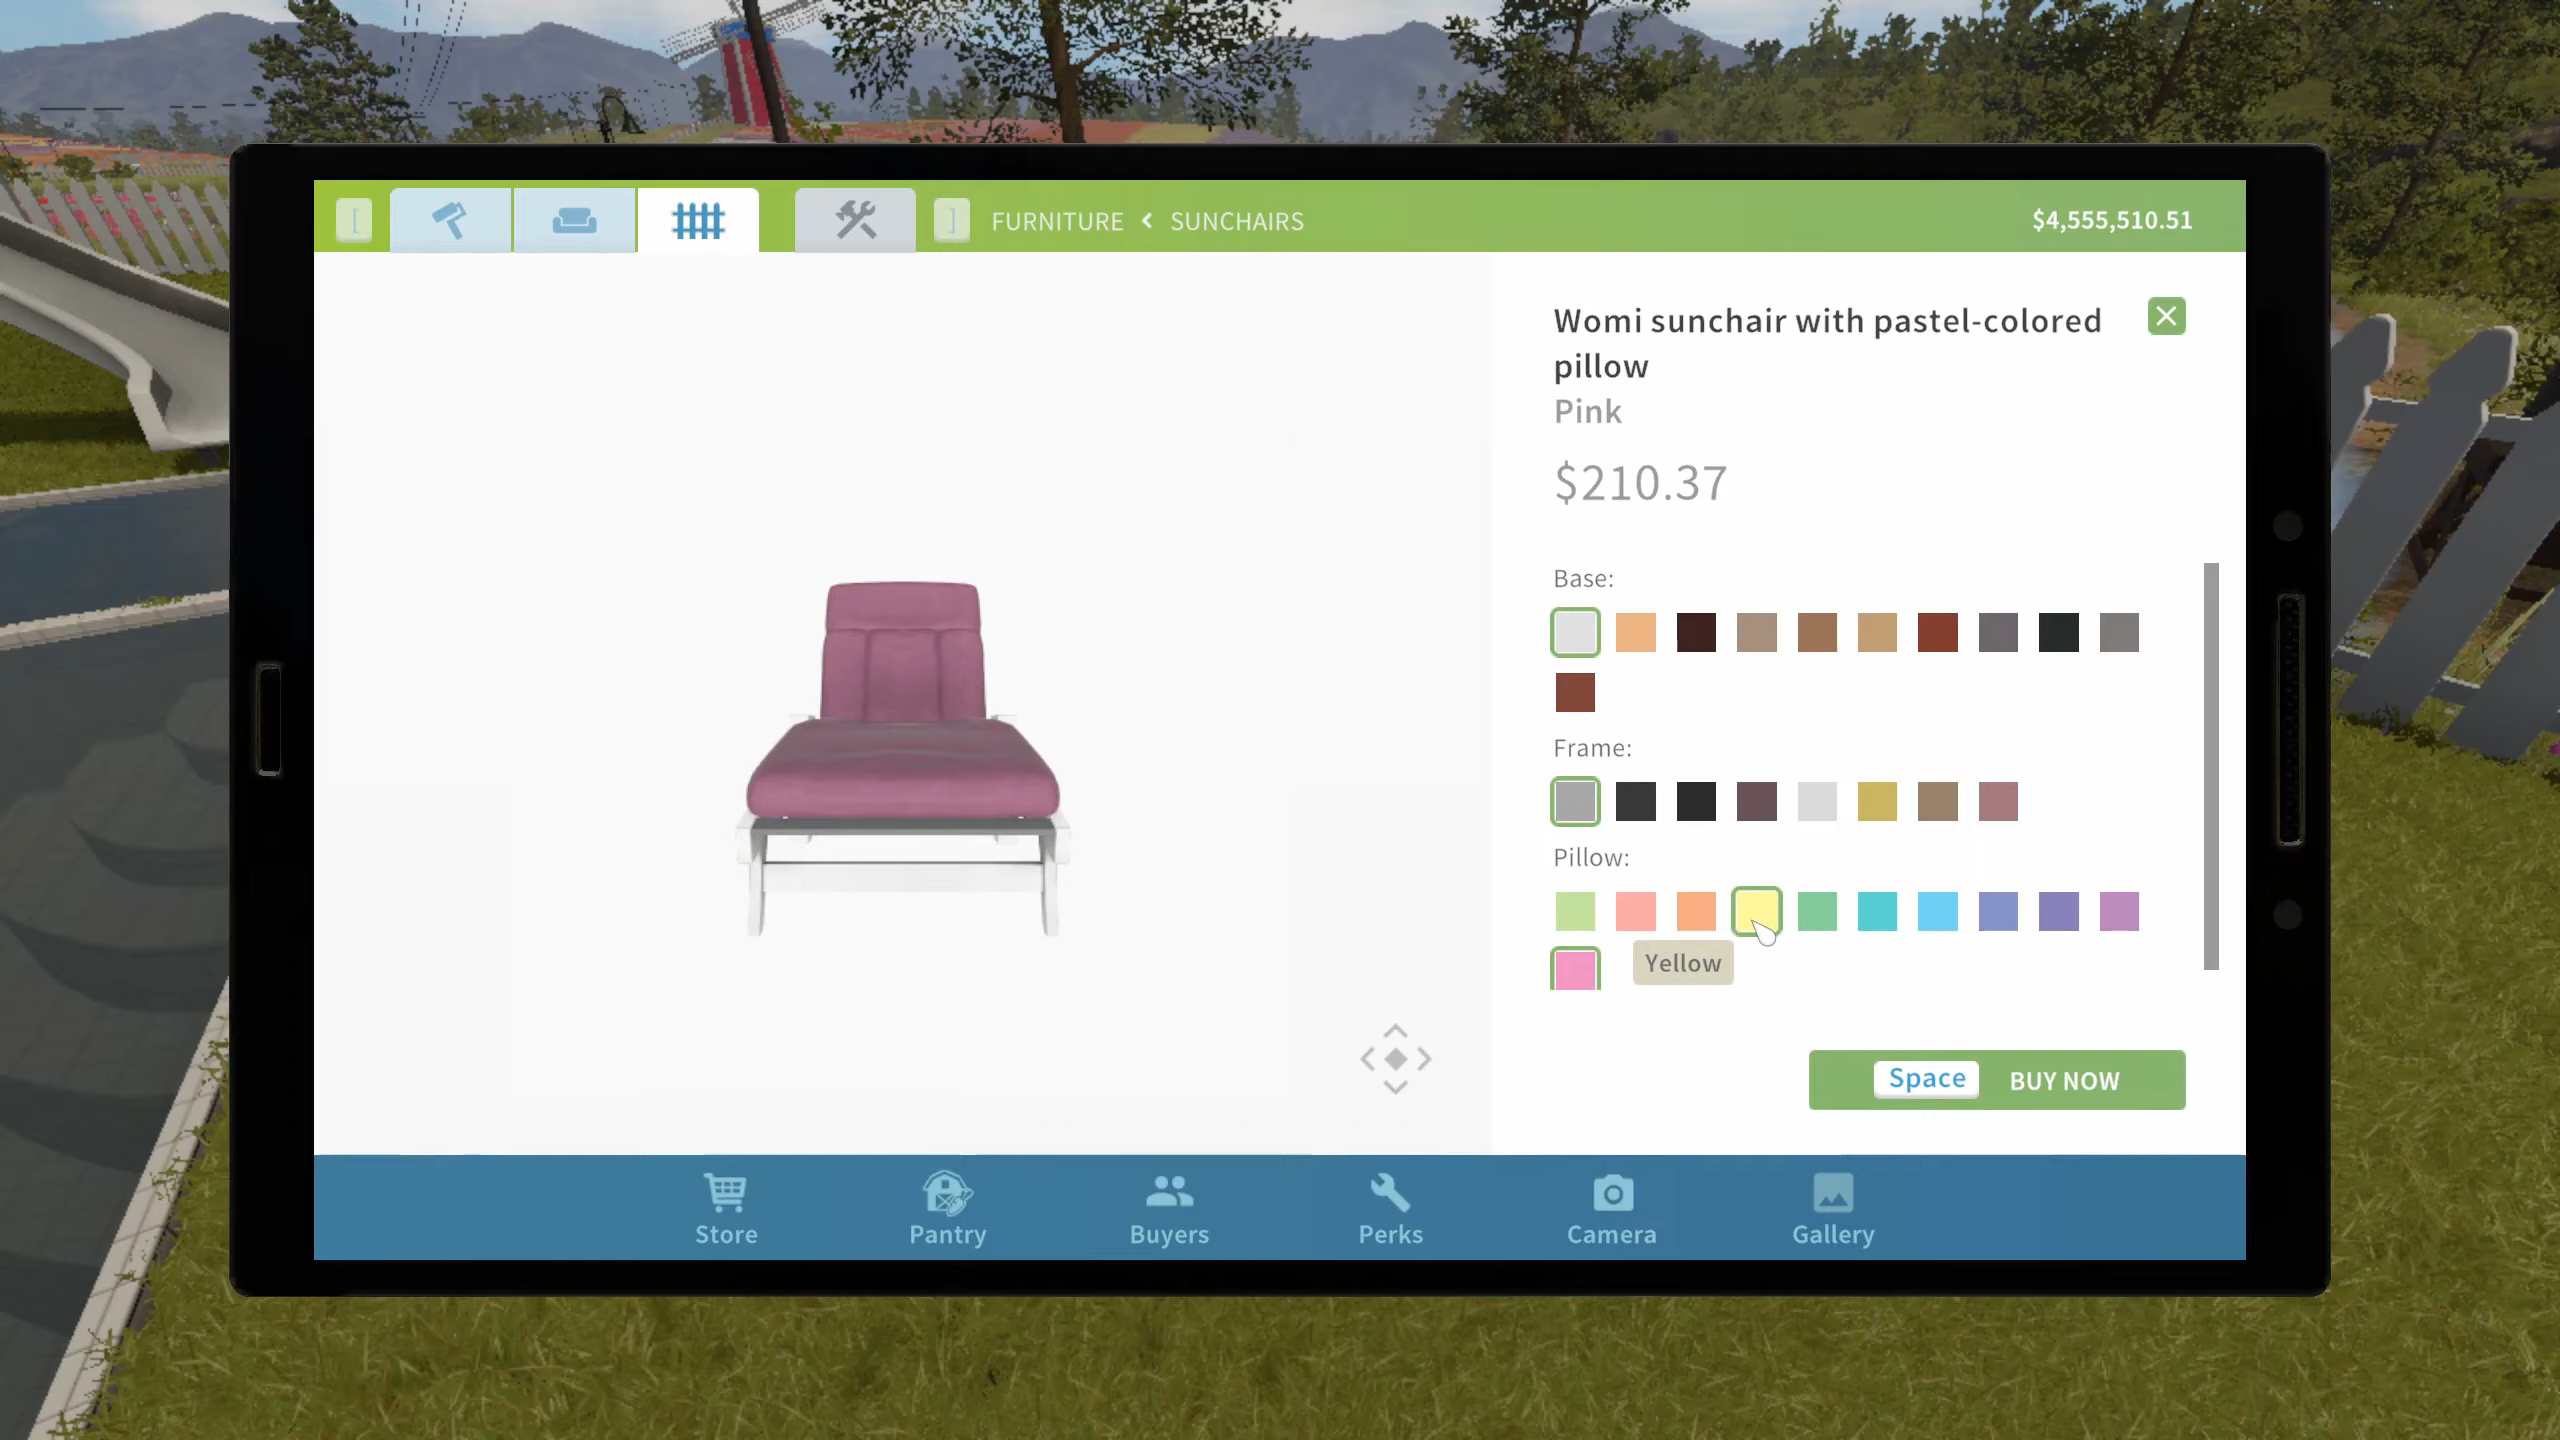 [
]
FURNITURE < SUNCHAIRS
$4,555,510.51
Womi sunchair with pastel-colored
pillow
Pink
$210.37
Base:
Frame:
Pillow:
Yellow
Space BUY NOW
Store
Pantry
Buyers
Perks
Camera
Gallery